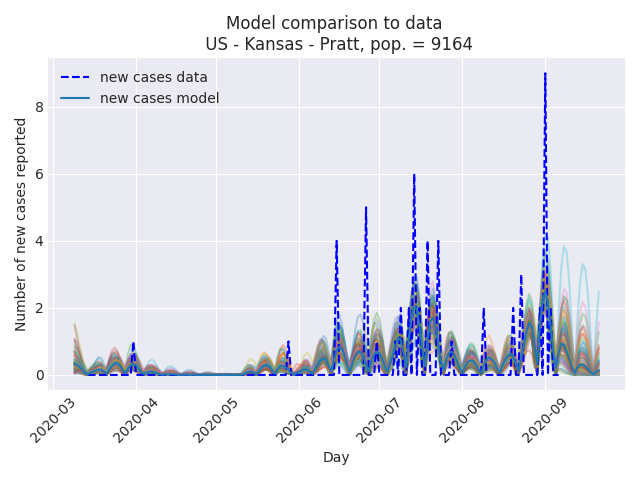 Model comparison to data
US - Kansas - Pratt, pop. = 9164
new cases data
new cases model
Number of new cases reported
8
6
4
2
0
2020-03
2020-04
2020-05
2020-06
2020-07
2020-08
2020-09
Day